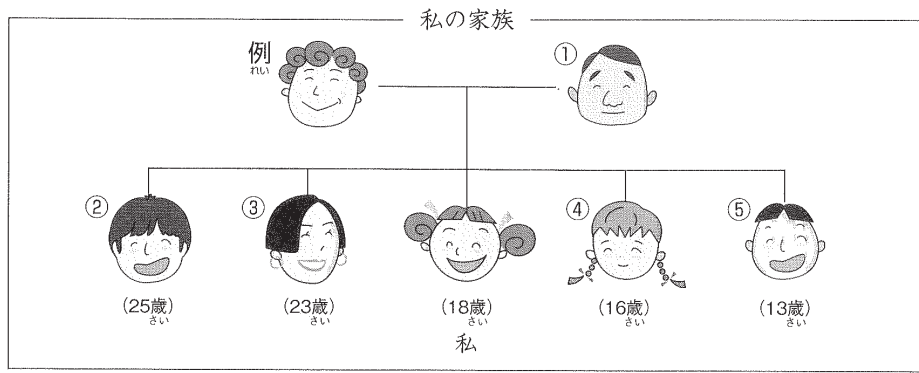 私の家族
例
れい
①
②
③
④
⑤
(25歳)
さい
(23歳)
さい
(18歳)
さい
(16歳)
さい
(13歳)
さい
私